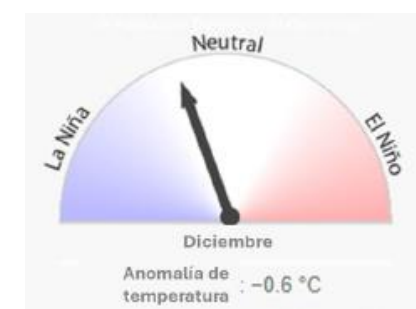 Neutral
La Niña
El Niño
Diciembre
Anomalía de
temperatura : −0.6 °C